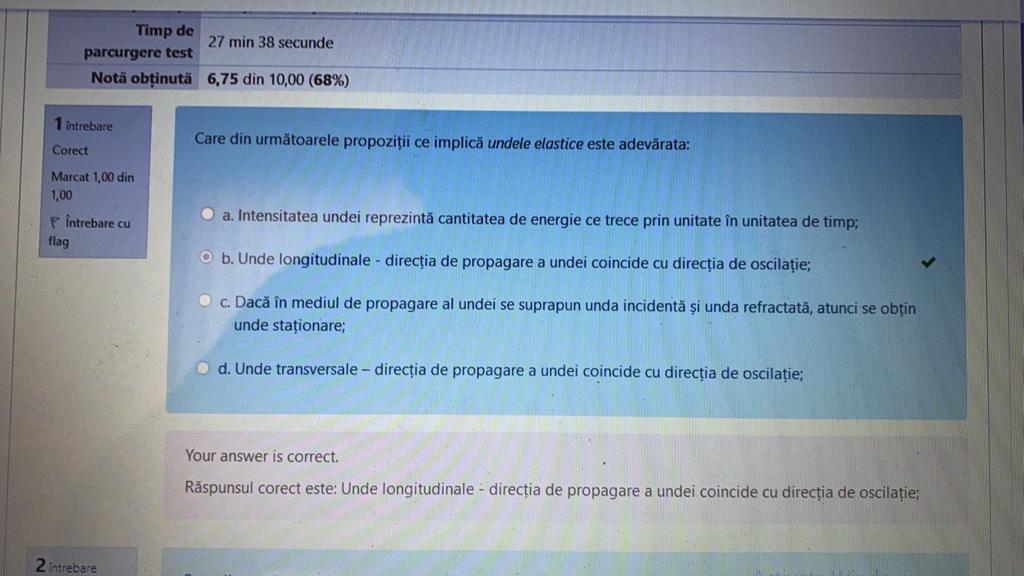 Timp de
parcurgere test
27 min 38 secunde
Notă obținută 6,75 din 10,00 (68%)
1 întrebare
Corect
Marcat 1,00 din
1,00
Întrebare cu
flag
Care din următoarele propoziții ce implică undele elastice este adevărata:
a. Intensitatea undei reprezintă cantitatea de energie ce trece prin unitate în unitatea de timp;
b. Unde longitudinale - direcția de propagare a undei coincide cu direcția de oscilație;
c. Dacă în mediul de propagare al undei se suprapun unda incidentă și unda refractată, atunci se obțin
unde staționare;
d. Unde transversale – direcția de propagare a undei coincide cu direcția de oscilație;
Your answer is correct.
Răspunsul corect este: Unde longitudinale - direcția de propagare a undei coincide cu direcția de oscilație;
2 întrebare